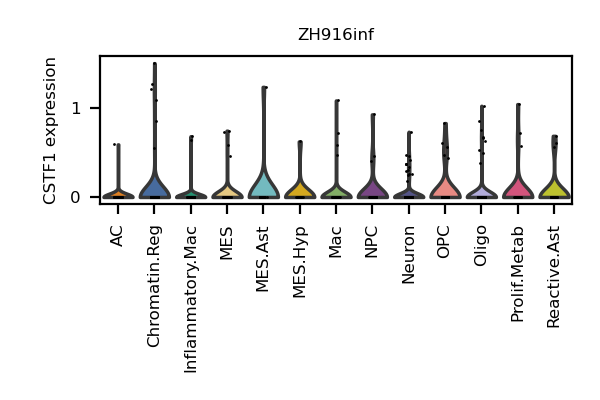 ZH916inf
CSTF1 expression
1
0
AC
Chromatin.Reg
Inflammatory.Mac
MES
MES.Ast
MES.Hyp
Mac
NPC
Neuron
OPC
Oligo
Prolif.Metab
Reactive.Ast